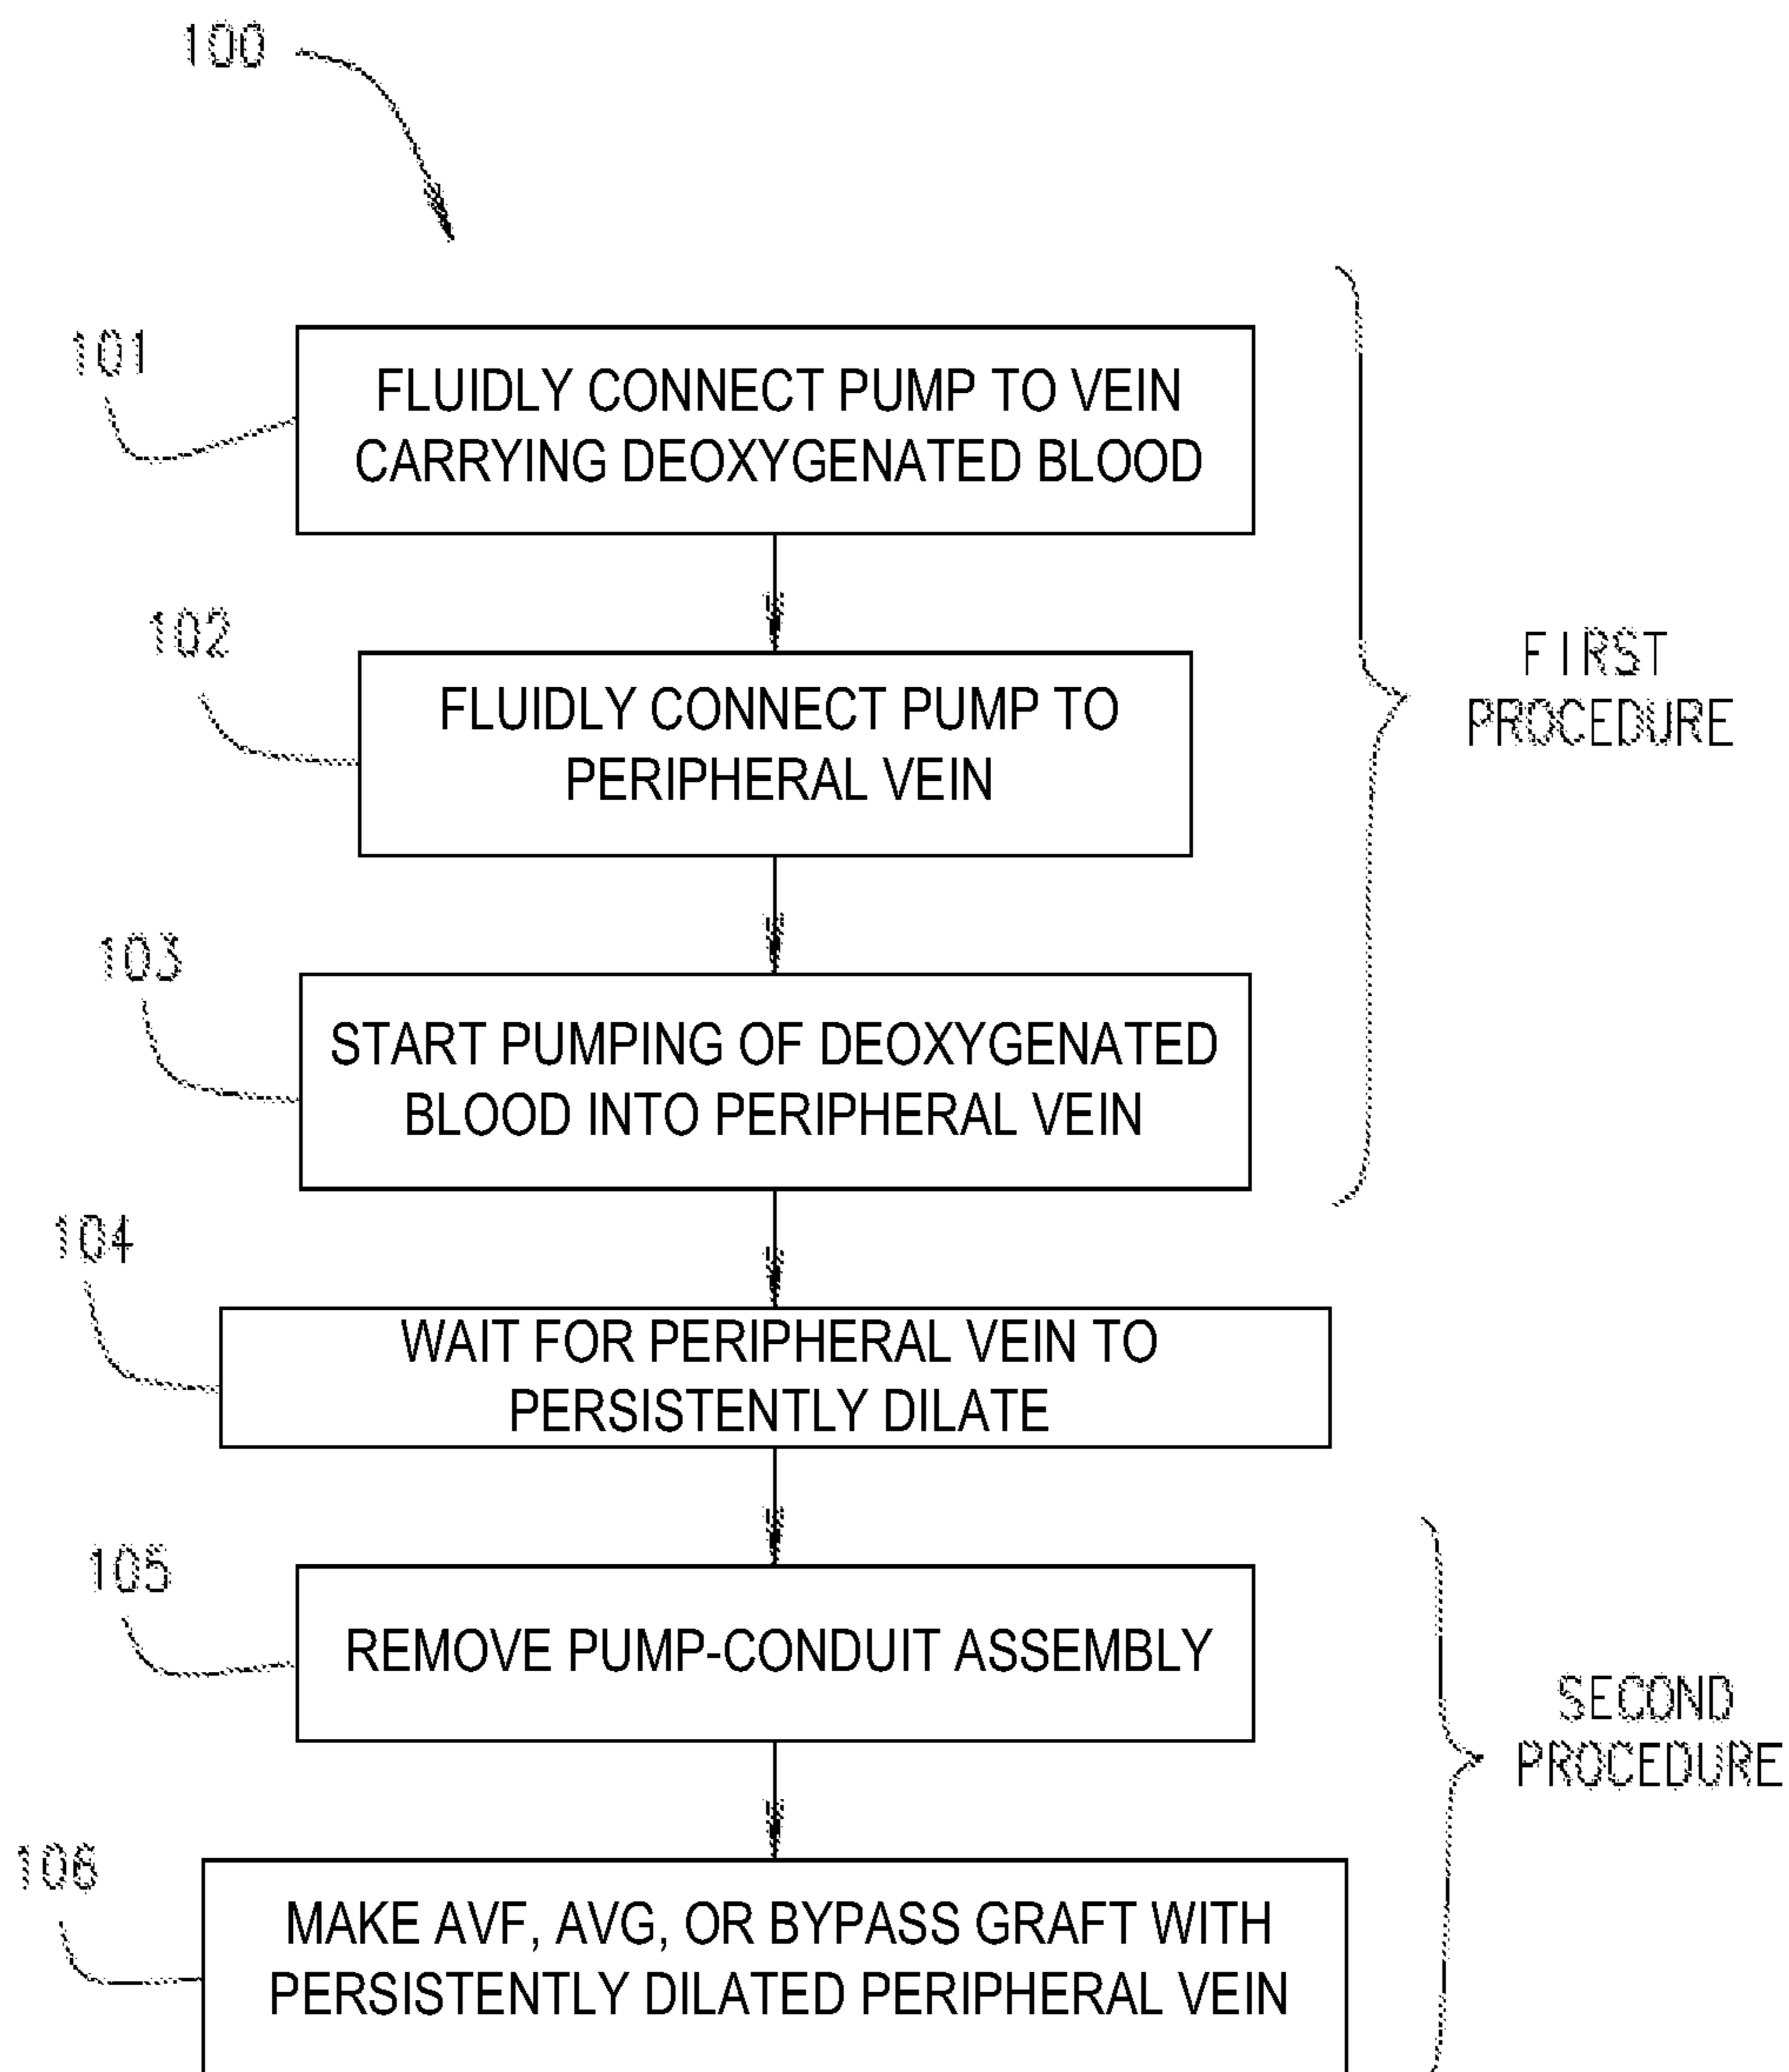 100
101
FLUIDLY CONNECT PUMP TO VEIN
CARRYING DEOXYGENATED BLOOD
102
FLUIDLY CONNECT PUMP TO
PERIPHERAL VEIN
FIRST
PROCEDURE
103
START PUMPING OF DEOXYGENATED
BLOOD INTO PERIPHERAL VEIN
104
WAIT FOR PERIPHERAL VEIN TO
PERSISTENTLY DILATE
105
REMOVE PUMP-CONDUIT ASSEMBLY
SECOND
PROCEDURE
106
MAKE AVF, AVG, OR BYPASS GRAFT WITH
PERSISTENTLY DILATED PERIPHERAL VEIN